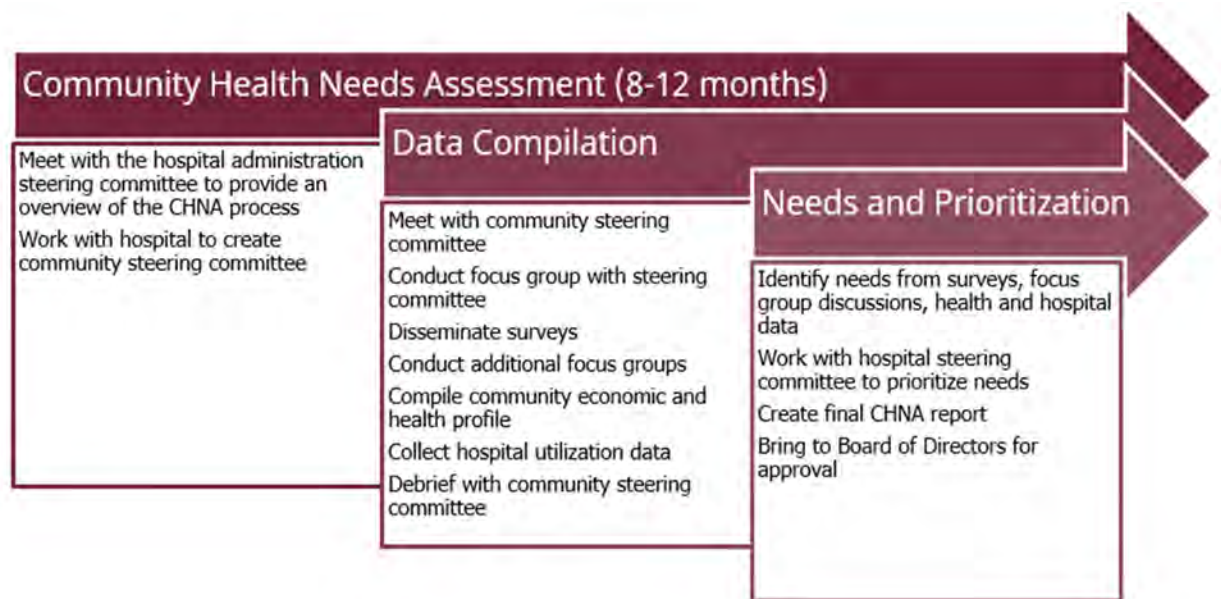 Community Health Needs Assessment (8-12 months)
Meet with the hospital administration
steering committee to provide an
overview of the CHNA process
Work with hospital to create
community steering committee
Data Compilation
Meet with community steering
committee
Conduct focus group with steering
committee
Disseminate surveys
Conduct additional focus groups
Compile community economic and
health profile
Collect hospital utilization data
Debrief with community steering
committee
Needs and Prioritization
Identify needs from surveys, focus
group discussions, health and hospital
data
Work with hospital steering
committee to prioritize needs
Create final CHNA report
Bring to Board of Directors for
approval